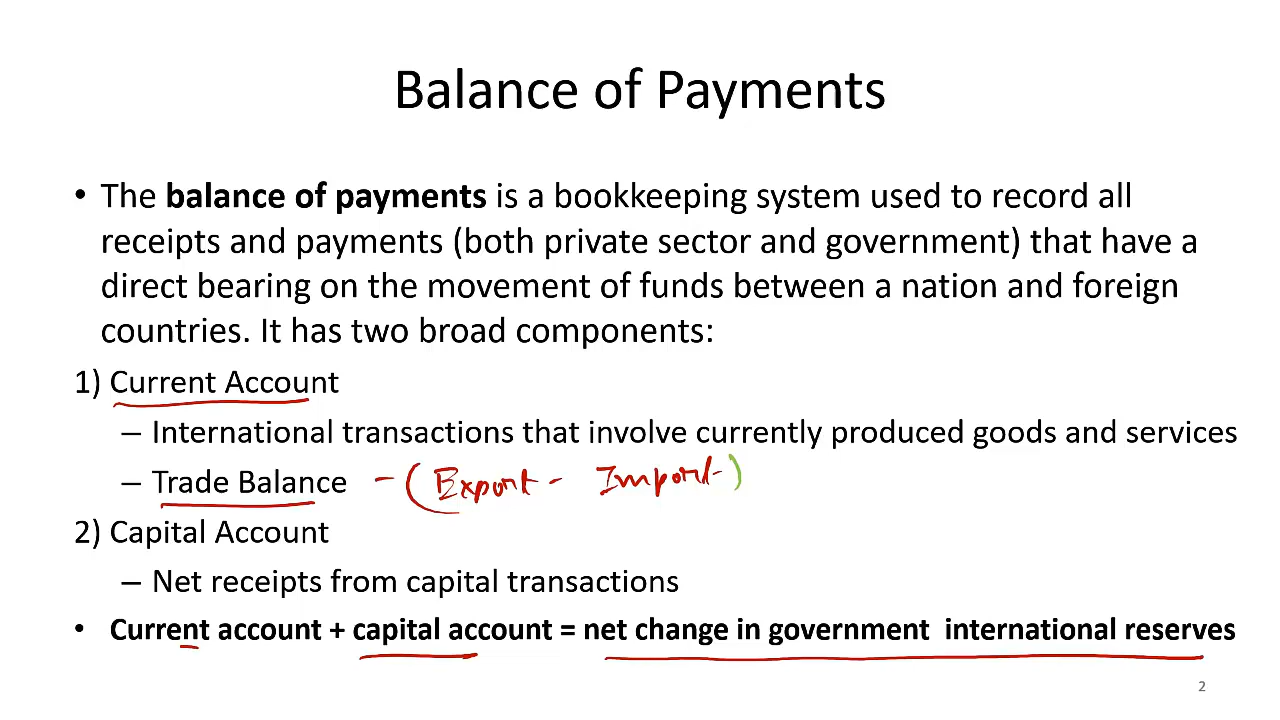 Balance of Payments
• The balance of payments is a bookkeeping system used to record all
receipts and payments (both private sector and government) that have a
direct bearing on the movement of funds between a nation and foreign
countries. It has two broad components:
1) Current Account
– International transactions that involve currently produced goods and services
– Trade Balance - (Export - Import)
2) Capital Account
– Net receipts from capital transactions
• Current account + capital account = net change in government international reserves
2